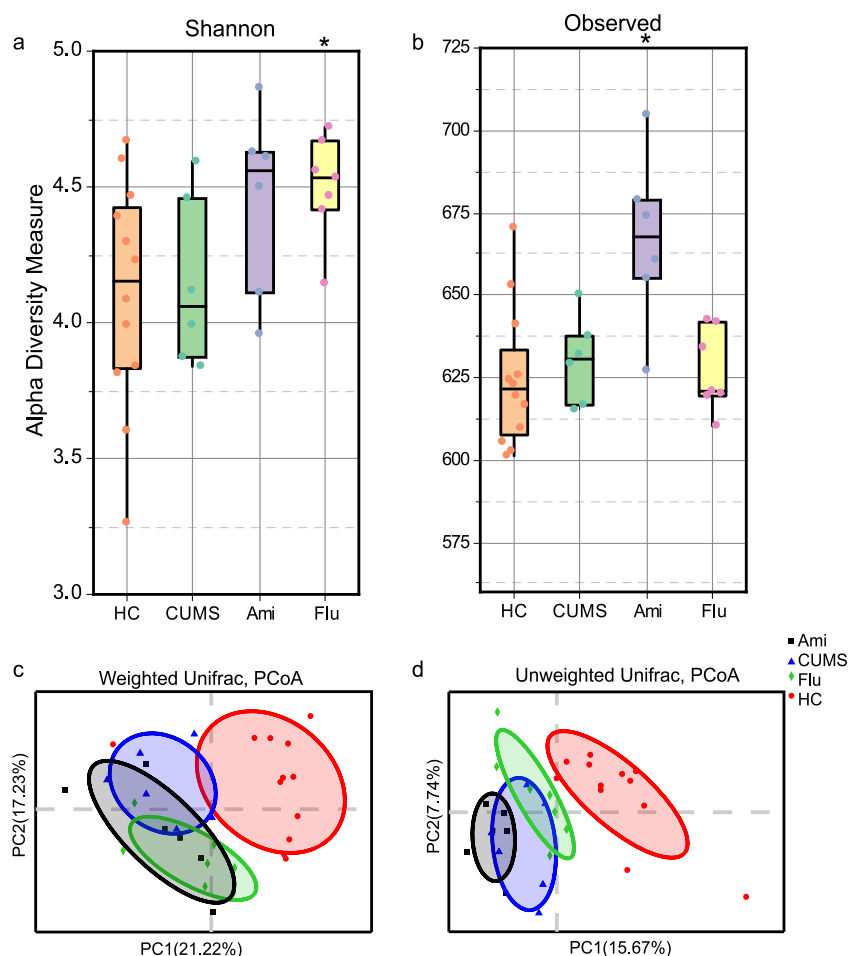 a
Shannon
*
5.0
4.5
4.0
3.5
3.0
Alpha Diversity Measure
HC CUMS Ami Flu
b
Observed
*
725
700
675
650
625
600
575
HC CUMS Ami Flu
c
Weighted Unifrac, PCoA
PC2(17.23%)
PC1(21.22%)
d
Unweighted Unifrac, PCoA
PC2(7.74%)
PC1(15.67%)
Ami
CUMS
Flu
HC